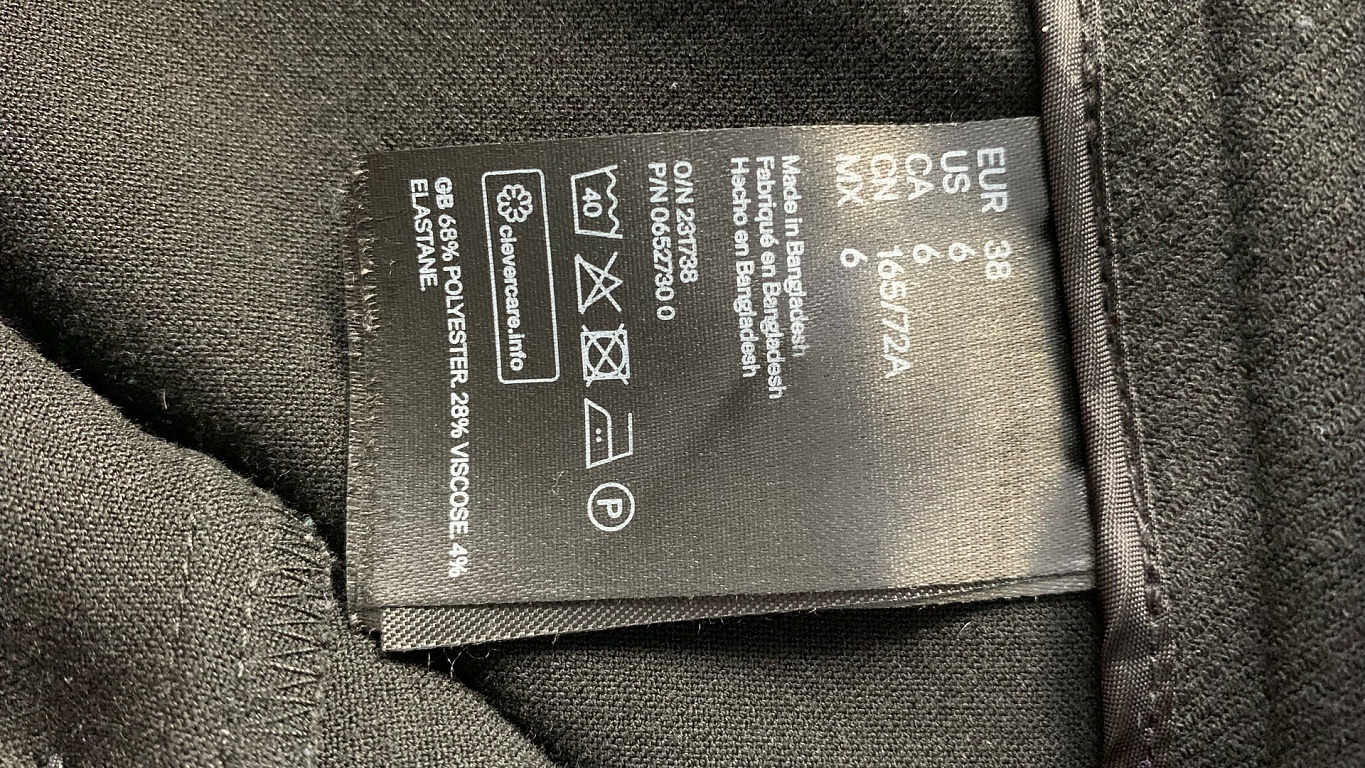 EUR 38
US 6
CA 6
CN 165/72A
MX 6
Made in Bangladesh
Fabriqué en Bangladesh
Hecho en Bangladesh
O/N 231738
P/N 0652730 0
40
P
clevercare.info
GB 68% POLYESTER. 28% VISCOSE. 4%
ELASTANE.